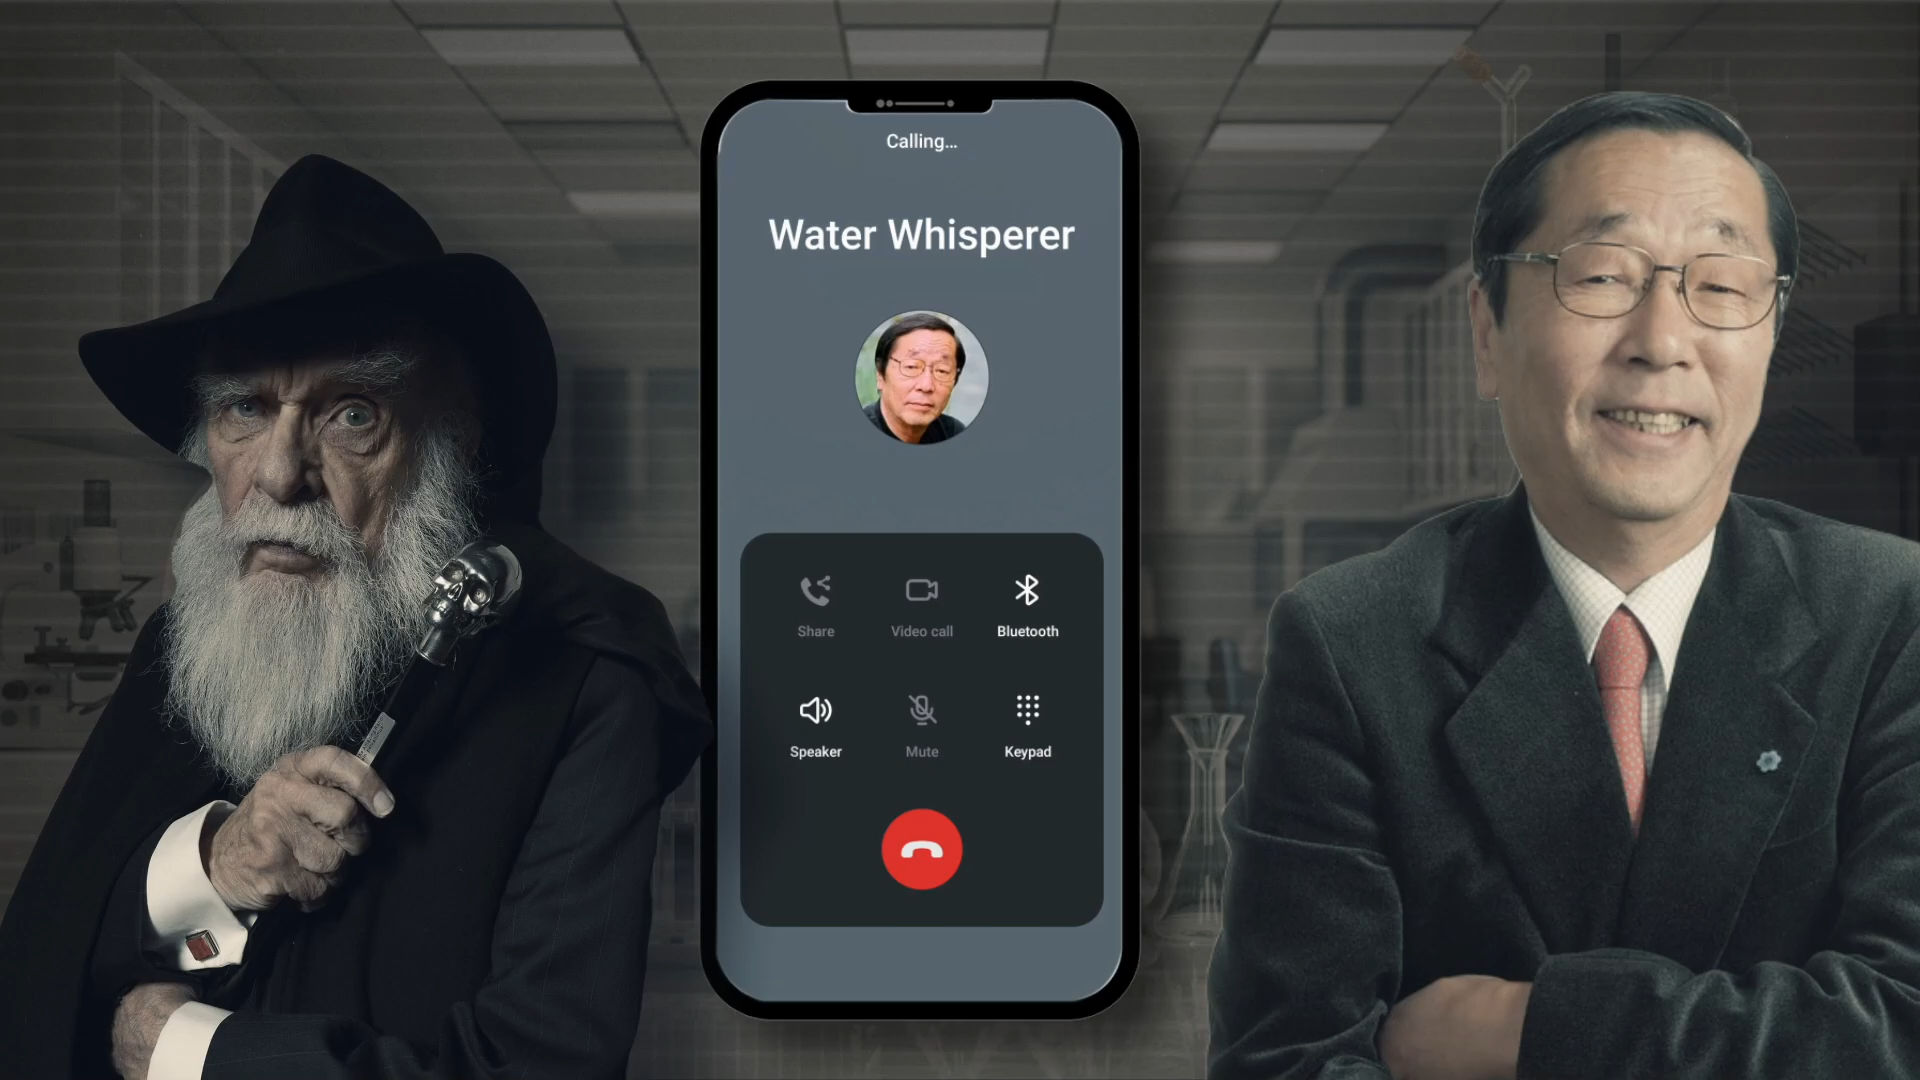 Calling...
Water Whisperer
Share
Video call
Bluetooth
Speaker
Mute
Keypad